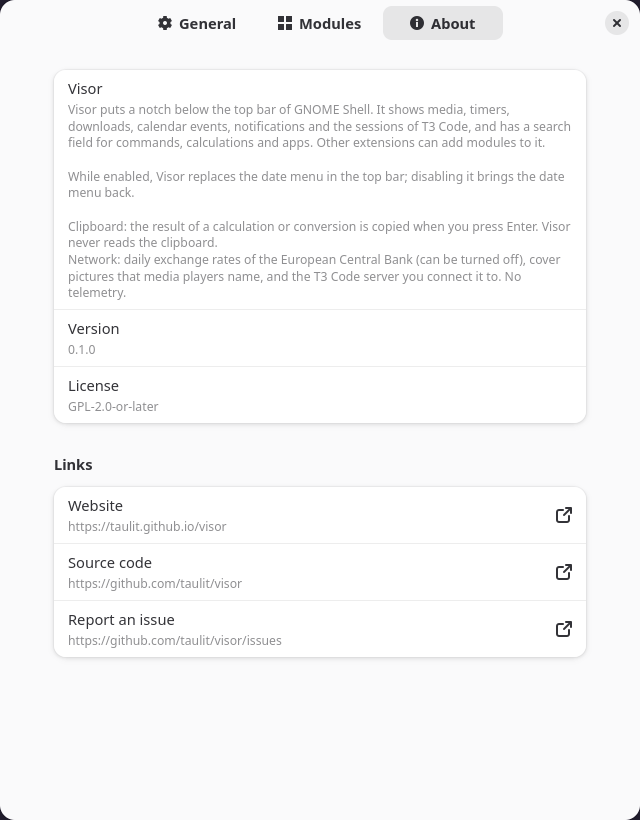 General
Modules
About
Visor
Visor puts a notch below the top bar of GNOME Shell. It shows media, timers,
downloads, calendar events, notifications and the sessions of T3 Code, and has a search
field for commands, calculations and apps. Other extensions can add modules to it.
While enabled, Visor replaces the date menu in the top bar; disabling it brings the date
menu back.
Clipboard: the result of a calculation or conversion is copied when you press Enter. Visor
never reads the clipboard.
Network: daily exchange rates of the European Central Bank (can be turned off), cover
pictures that media players name, and the T3 Code server you connect it to. No
telemetry.
Version
0.1.0
License
GPL-2.0-or-later
Links
Website
https://taulit.github.io/visor
Source code
https://github.com/taulit/visor
Report an issue
https://github.com/taulit/visor/issues